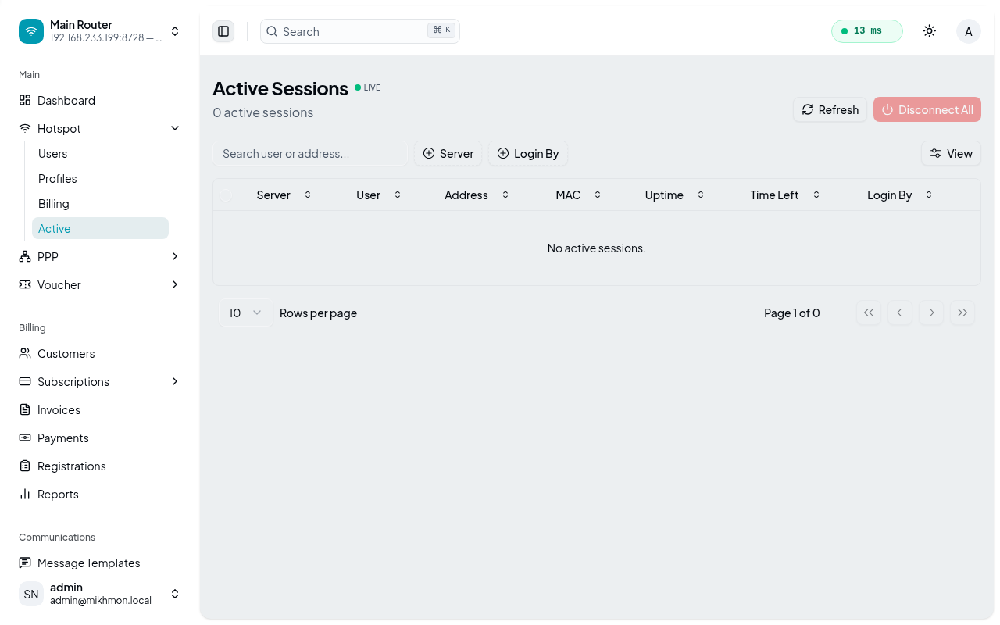 Main Router
192.168.233.199:8728 — ...
Main
Dashboard
Hotspot
Users
Profiles
Billing
Active
PPP
Voucher
Billing
Customers
Subscriptions
Invoices
Payments
Registrations
Reports
Communications
Message Templates
SN
admin
admin@mikhmon.local
Search
⌘ K
13 ms
A
Active Sessions
LIVE
0 active sessions
Refresh
Disconnect All
Search user or address...
Server
Login By
View
Server User Address MAC Uptime Time Left Login By
No active sessions.
10 Rows per page
Page 1 of 0